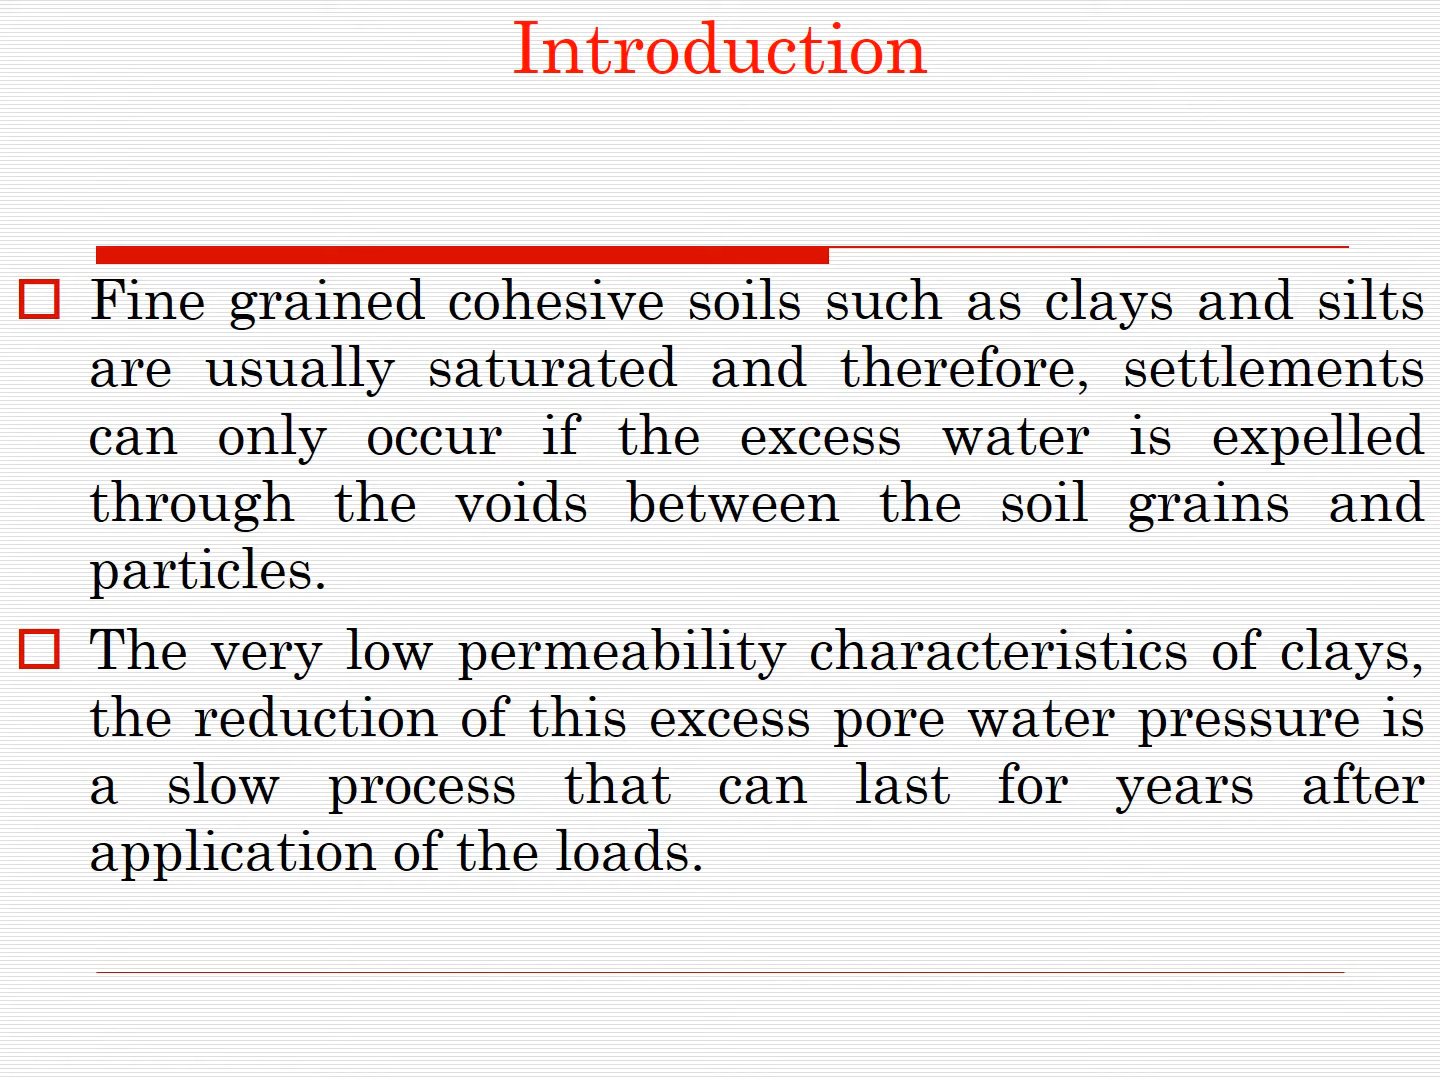 Introduction
Fine grained cohesive soils such as clays and silts
are usually saturated and therefore, settlements
can only occur if the excess water is expelled
through the voids between the soil grains and
particles.
The very low permeability characteristics of clays,
the reduction of this excess pore water pressure is
a slow process that can last for years after
application of the loads.